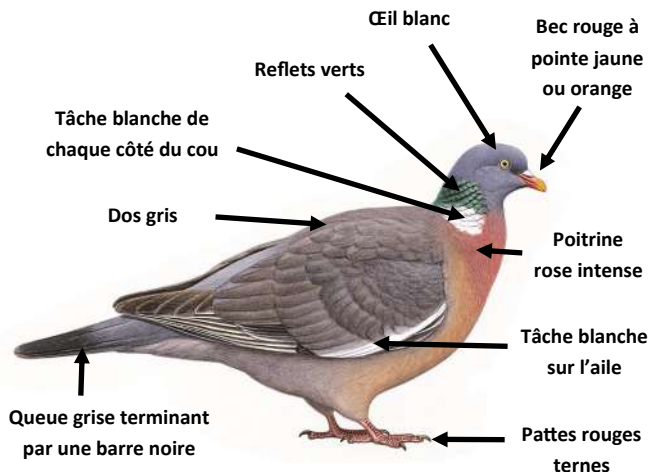 Œil blanc
Bec rouge à
pointe jaune
ou orange
Reflets verts
Tâche blanche de
chaque côté du cou
Dos gris
Poitrine
rose intense
Tâche blanche
sur l’aile
Queue grise terminant
par une barre noire
Pattes rouges
ternes